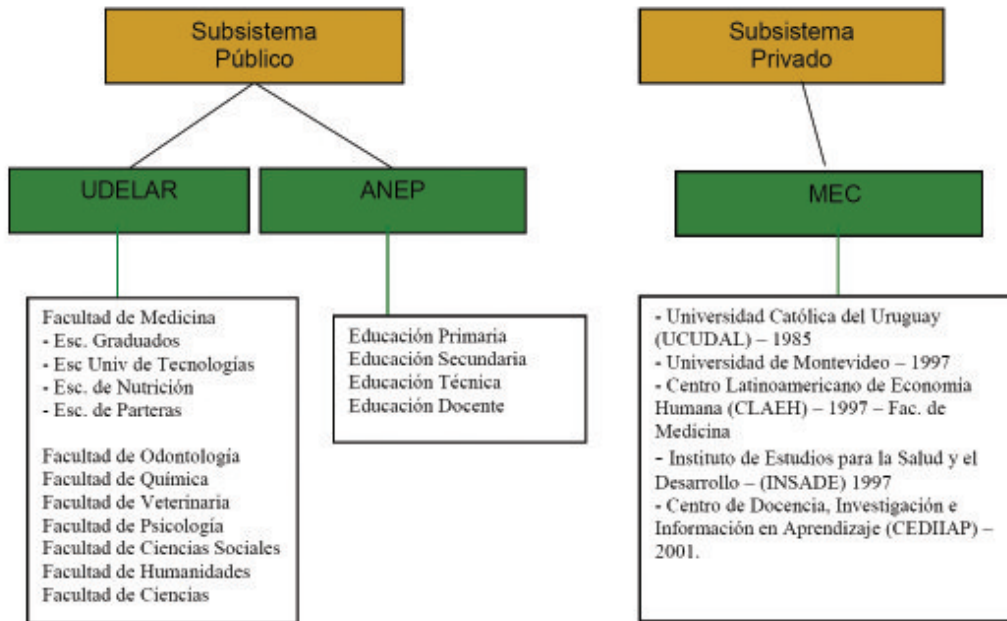 Subsistema
Público
Subsistema
Privado
UDELAR
ANEP
MEC
Facultad de Medicina
- Esc. Graduados
- Esc Univ de Tecnologías
- Esc. de Nutrición
- Esc. de Parteras
Facultad de Odontología
Facultad de Química
Facultad de Veterinaria
Facultad de Psicología
Facultad de Ciencias Sociales
Facultad de Humanidades
Facultad de Ciencias
Educación Primaria
Educación Secundaria
Educación Técnica
Educación Docente
- Universidad Católica del Uruguay
(UCUDAL) – 1985
- Universidad de Montevideo – 1997
- Centro Latinoamericano de Economia
Humana (CLAEH) – 1997 – Fac. de
Medicina
- Instituto de Estudios para la Salud y el
Desarrollo – (INSADE) 1997
- Centro de Docencia, Investigación e
Información en Aprendizaje (CEDIIAP) –
2001.